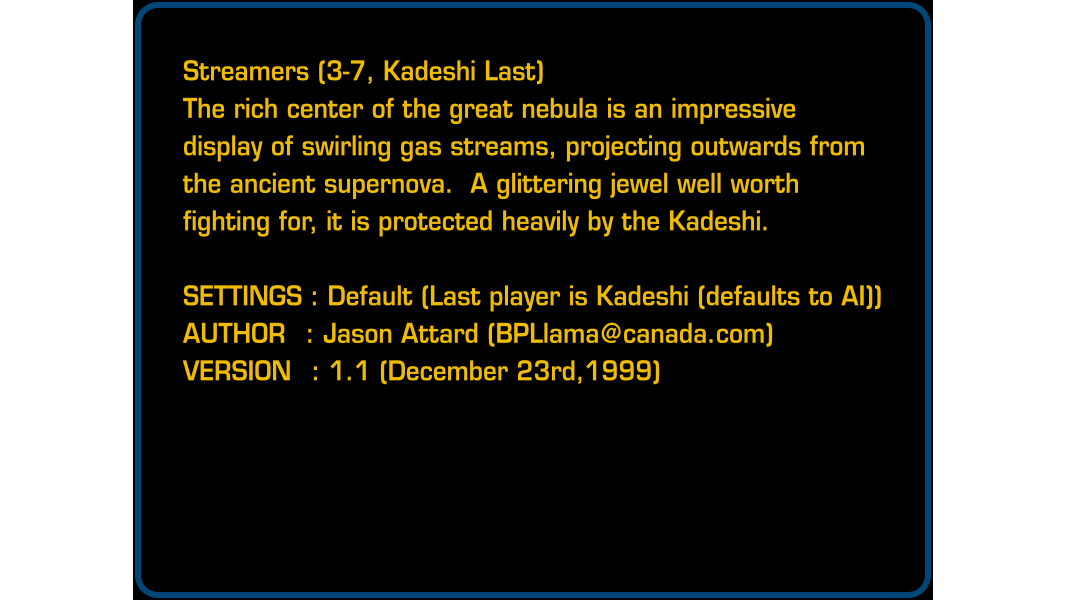 Streamers (3-7, Kadeshi Last)
The rich center of the great nebula is an impressive
display of swirling gas streams, projecting outwards from
the ancient supernova.  A glittering jewel well worth
fighting for, it is protected heavily by the Kadeshi.

SETTINGS : Default (Last player is Kadeshi (defaults to AI))
AUTHOR   : Jason Attard (BPLlama@canada.com)
VERSION   : 1.1 (December 23rd,1999)